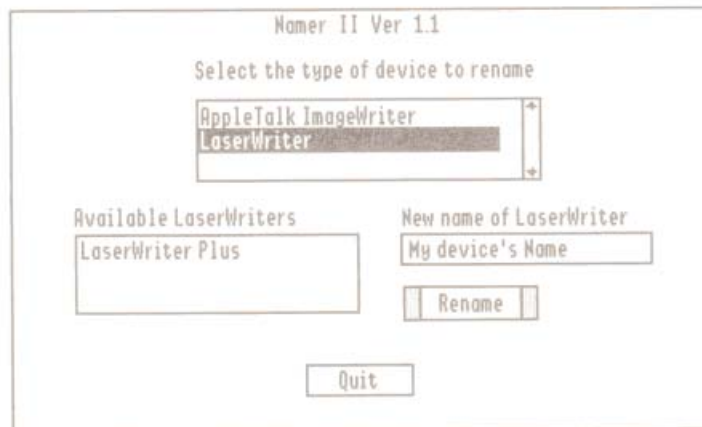 Namer II Ver 1.1
Select the type of device to rename
AppleTalk ImageWriter
LaserWriter
Available LaserWriters
LaserWriter Plus
New name of LaserWriter
My device's Name
Rename
Quit